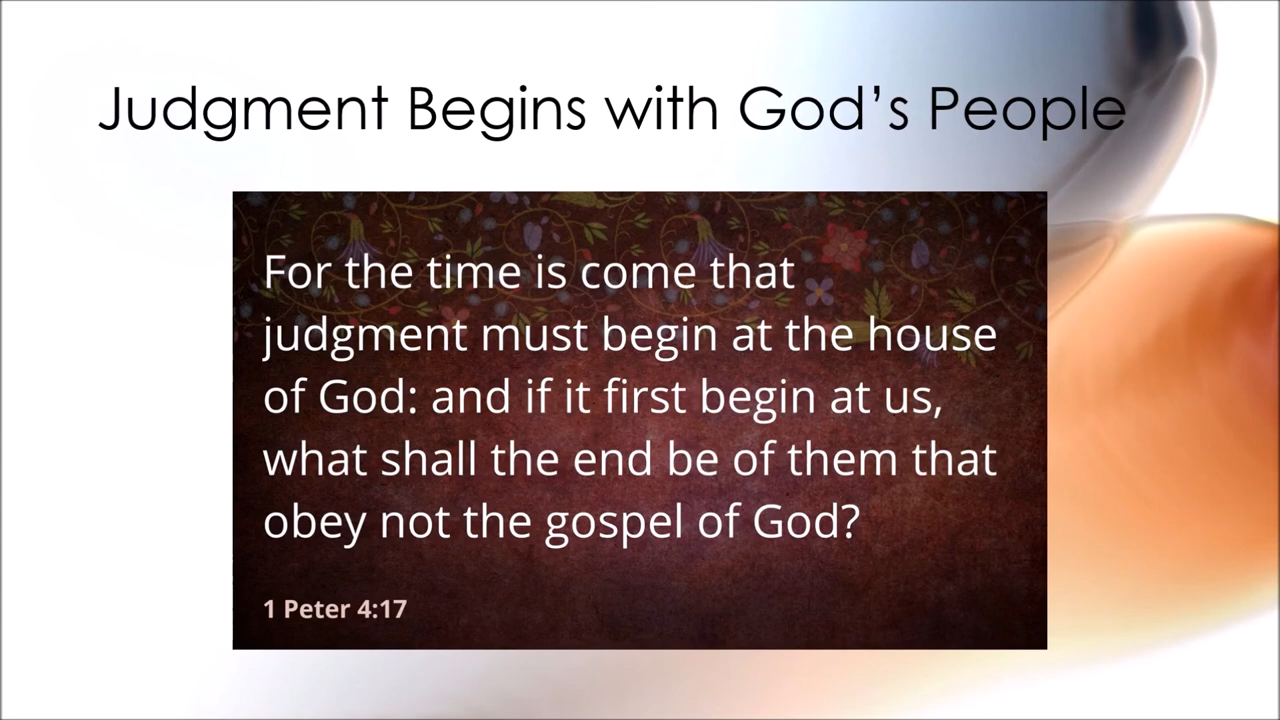 Judgment Begins with God’s People
For the time is come that
judgment must begin at the house
of God: and if it first begin at us,
what shall the end be of them that
obey not the gospel of God?
1 Peter 4:17